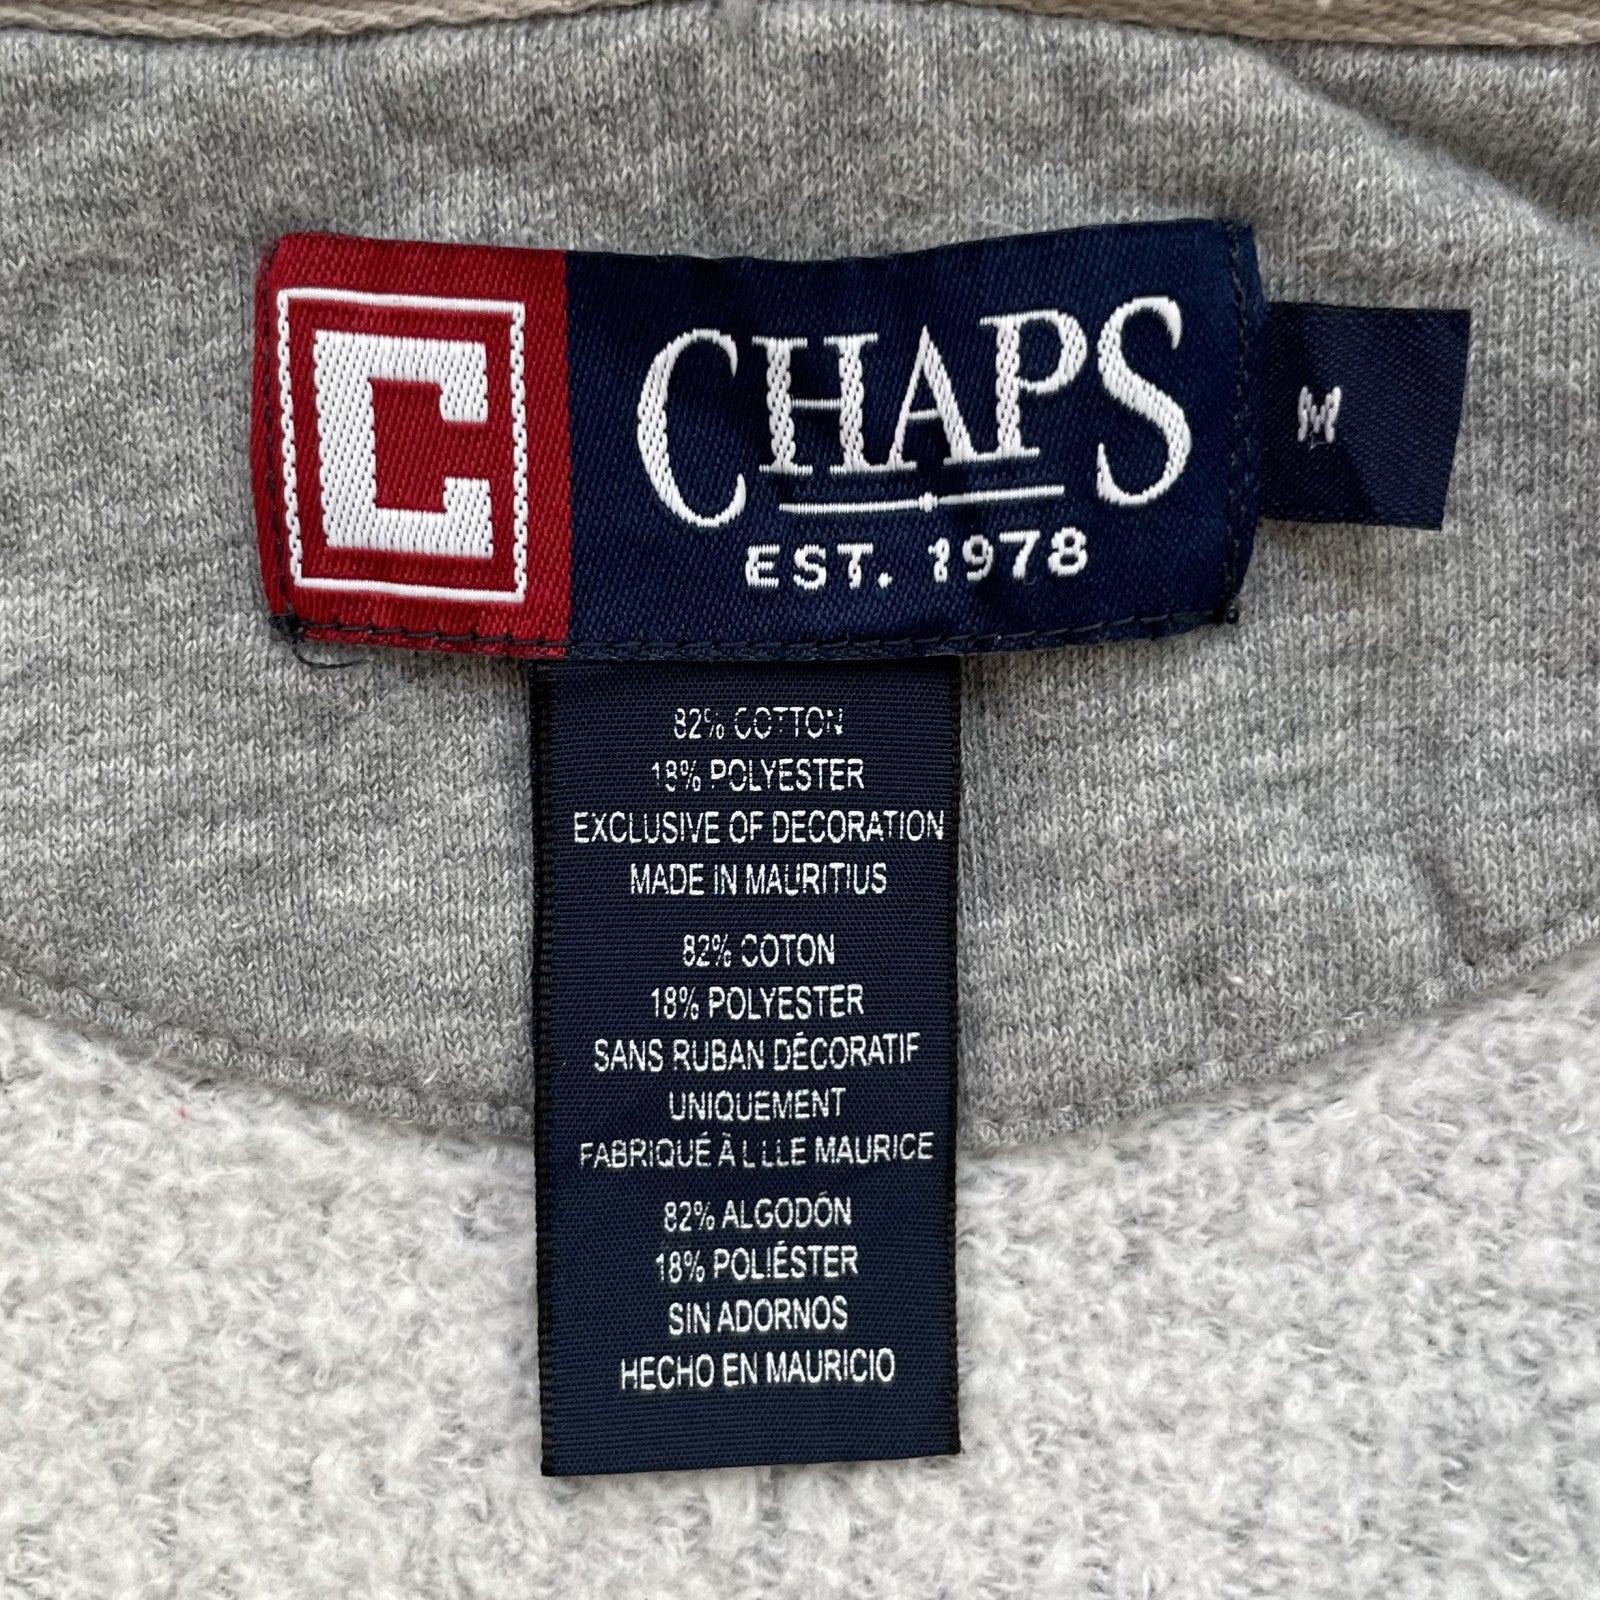 C
CHAPS
EST. 1978
M
82% COTTON
18% POLYESTER
EXCLUSIVE OF DECORATION
MADE IN MAURITIUS
82% COTON
18% POLYESTER
SANS RUBAN DÉCORATIF
UNIQUEMENT
FABRIQUÉ À L LLE MAURICE
82% ALGODÓN
18% POLIÉSTER
SIN ADORNOS
HECHO EN MAURICIO